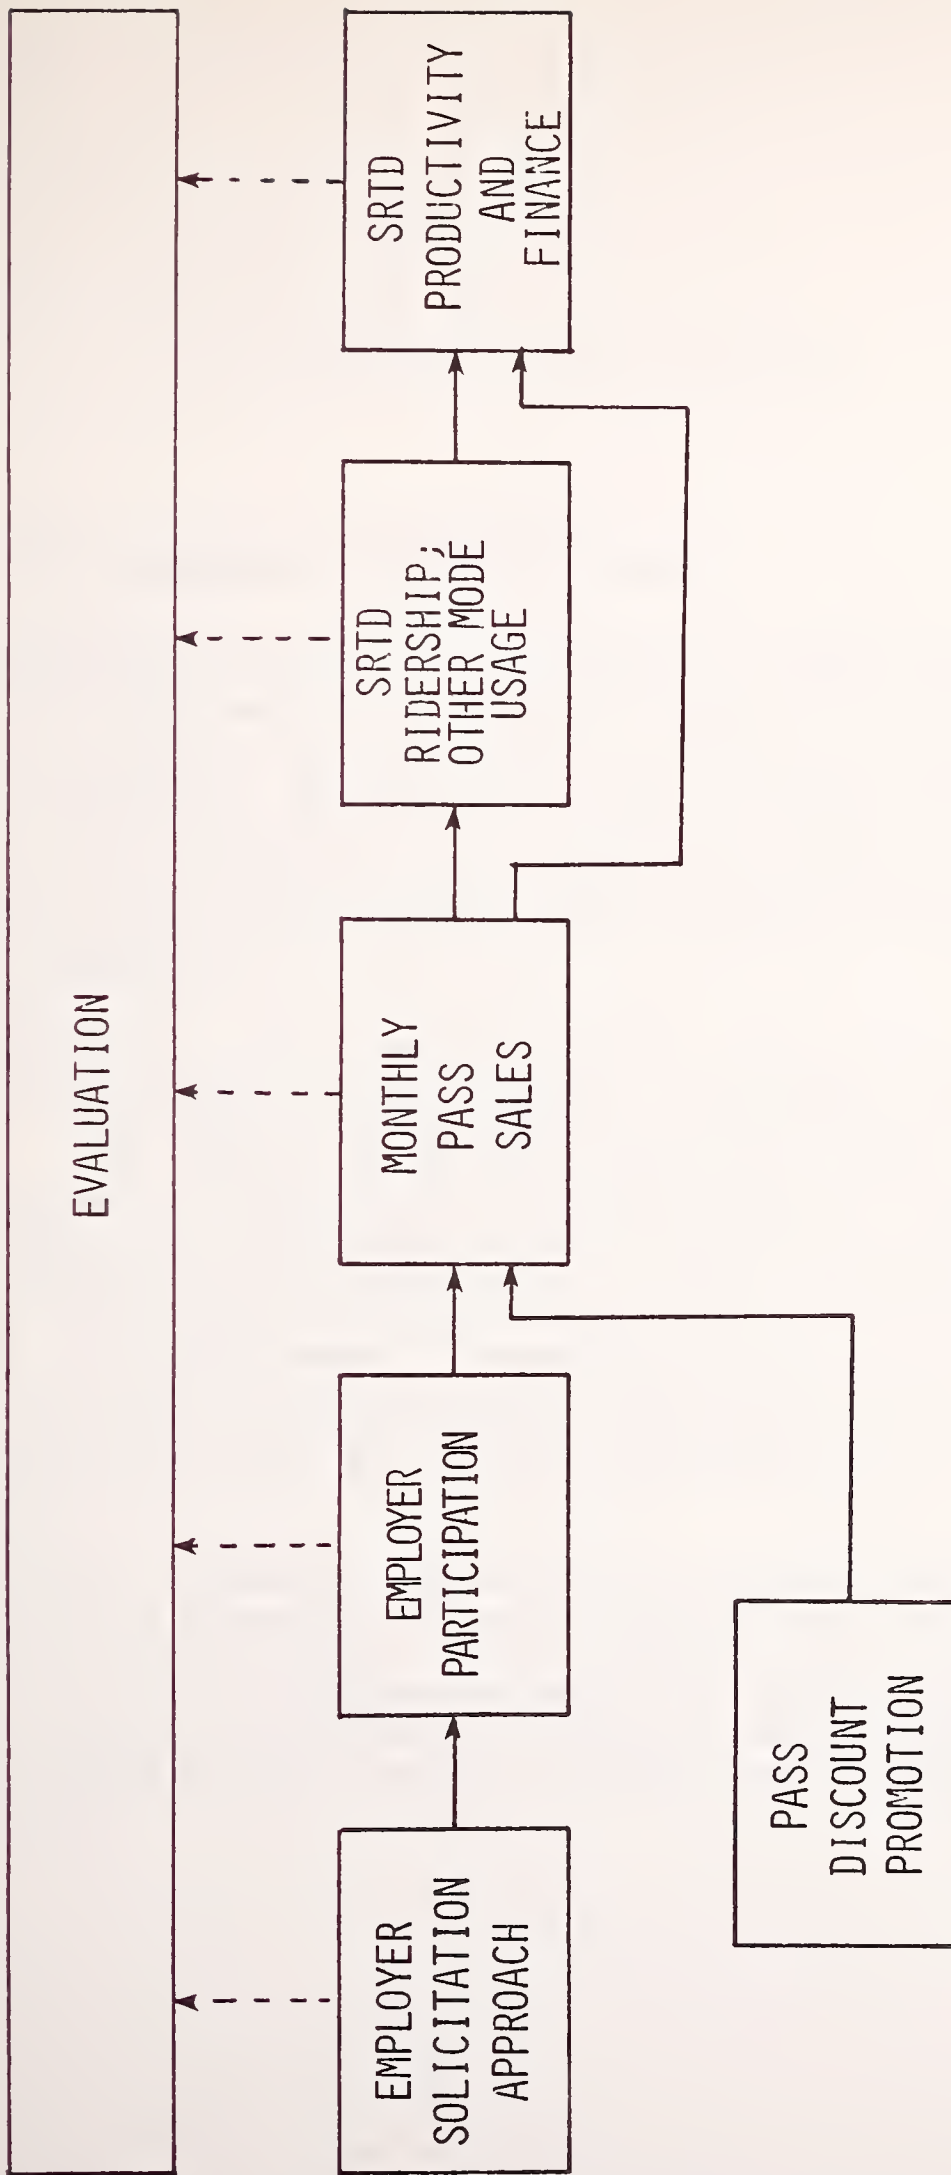 EVALUATION
EMPLOYER
SOLICITATION
APPROACH
EMPLOYER
PARTICIPATION
MONTHLY
PASS
SALES
SRTD
RIDERSHIP;
OTHER MODE
USAGE
SRTD
PRODUCTIVITY
AND
FINANCE
PASS
DISCOUNT
PROMOTION